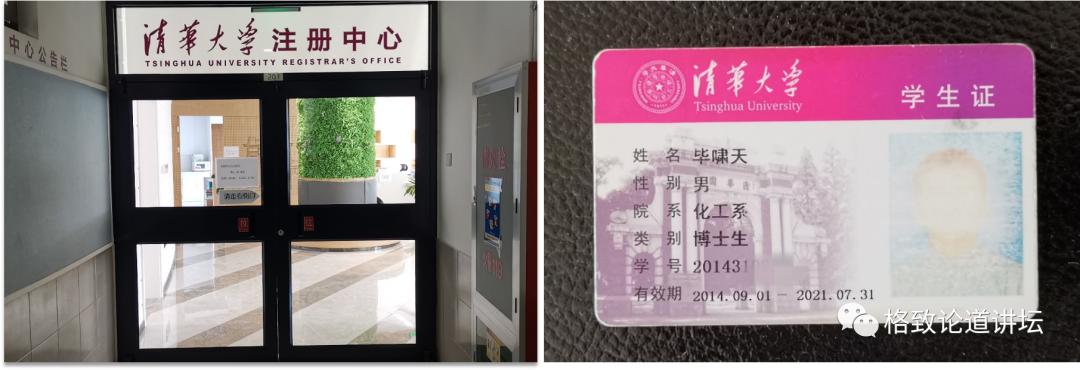 中心公告栏
清華大学注册中心
TSINGHUA UNIVERSITY REGISTRAR'S OFFICE
201
清華大学
Tsinghua University
学生证
姓 名 毕啸天
性 别 男
院 系 化工系
类 别 博士生
学 号 201431
有效期 2014.09.01 — 2021.07.31
格致论道讲坛